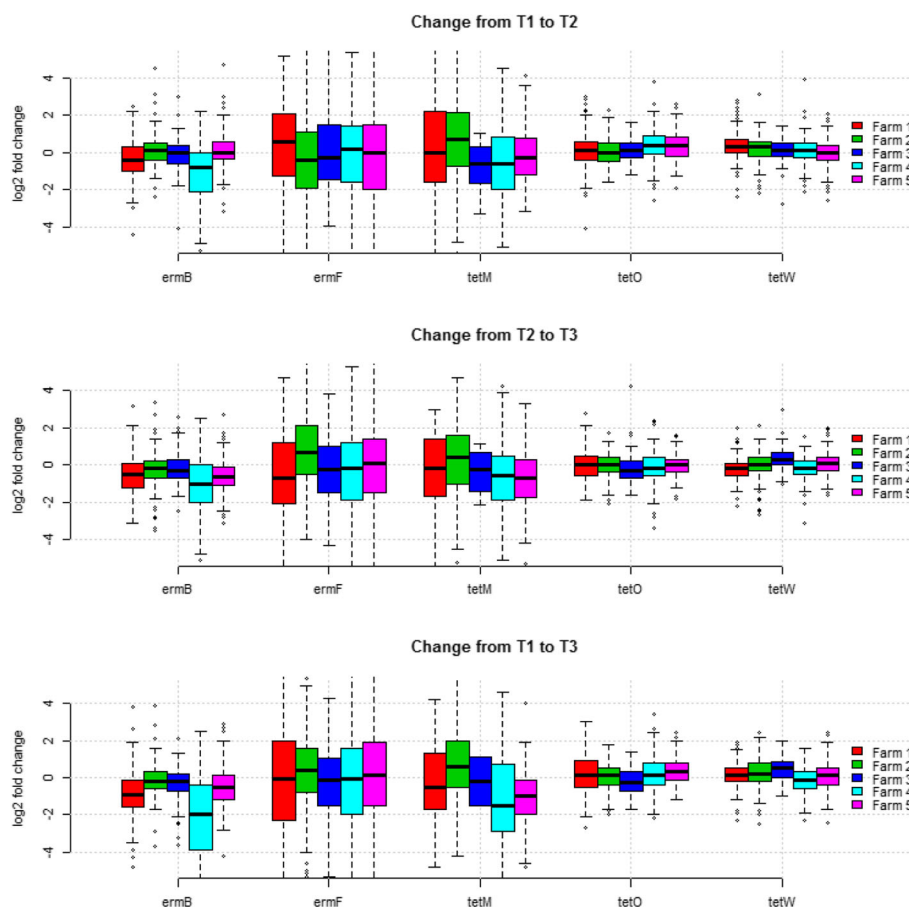 Change from T1 to T2
log2 fold change
4
2
0
-2
-4
ermB ermF tetM tetO tetW
Farm 1
Farm 2
Farm 3
Farm 4
Farm 5
Change from T2 to T3
log2 fold change
4
2
0
-2
-4
ermB ermF tetM tetO tetW
Farm 1
Farm 2
Farm 3
Farm 4
Farm 5
Change from T1 to T3
log2 fold change
4
2
0
-2
-4
ermB ermF tetM tetO tetW
Farm 1
Farm 2
Farm 3
Farm 4
Farm 5